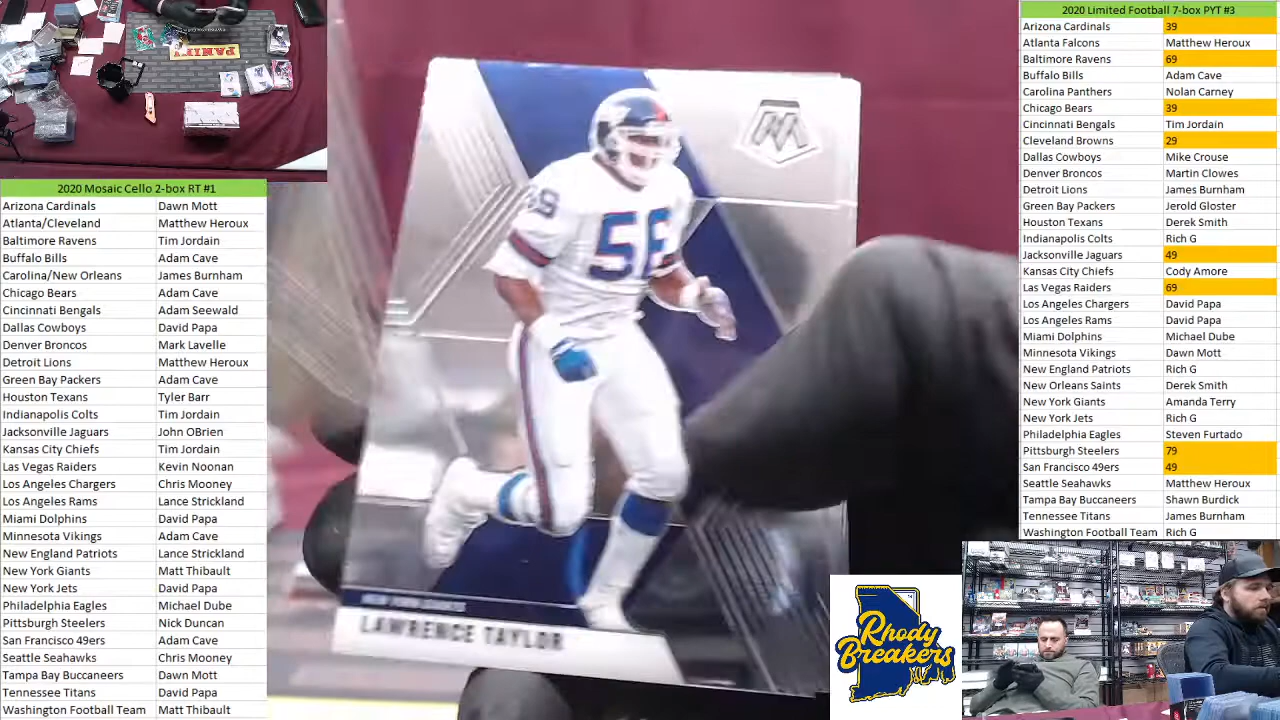 PANINI
2020 Mosaic Cello 2-box RT #1
Arizona Cardinals Dawn Mott
Atlanta/Cleveland Matthew Heroux
Baltimore Ravens Tim Jordain
Buffalo Bills Adam Cave
Carolina/New Orleans James Burnham
Chicago Bears Adam Cave
Cincinnati Bengals Adam Seewald
Dallas Cowboys David Papa
Denver Broncos Mark Lavelle
Detroit Lions Matthew Heroux
Green Bay Packers Adam Cave
Houston Texans Tyler Barr
Indianapolis Colts Tim Jordain
Jacksonville Jaguars John OBrien
Kansas City Chiefs Tim Jordain
Las Vegas Raiders Kevin Noonan
Los Angeles Chargers Chris Mooney
Los Angeles Rams Lance Strickland
Miami Dolphins David Papa
Minnesota Vikings Adam Cave
New England Patriots Lance Strickland
New York Giants Matt Thibault
New York Jets David Papa
Philadelphia Eagles Michael Dube
Pittsburgh Steelers Nick Duncan
San Francisco 49ers Adam Cave
Seattle Seahawks Chris Mooney
Tampa Bay Buccaneers Dawn Mott
Tennessee Titans David Papa
Washington Football Team Matt Thibault
M
56
LAWRENCE TAYLOR
2020 Limited Football 7-box PYT #3
Arizona Cardinals 39
Atlanta Falcons Matthew Heroux
Baltimore Ravens 69
Buffalo Bills Adam Cave
Carolina Panthers Nolan Carney
Chicago Bears 39
Cincinnati Bengals Tim Jordain
Cleveland Browns 29
Dallas Cowboys Mike Crouse
Denver Broncos Martin Clowes
Detroit Lions James Burnham
Green Bay Packers Jerold Gloster
Houston Texans Derek Smith
Indianapolis Colts Rich G
Jacksonville Jaguars 49
Kansas City Chiefs Cody Amore
Las Vegas Raiders 69
Los Angeles Chargers David Papa
Los Angeles Rams David Papa
Miami Dolphins Michael Dube
Minnesota Vikings Dawn Mott
New England Patriots Rich G
New Orleans Saints Derek Smith
New York Giants Amanda Terry
New York Jets Rich G
Philadelphia Eagles Steven Furtado
Pittsburgh Steelers 79
San Francisco 49ers 49
Seattle Seahawks Matthew Heroux
Tampa Bay Buccaneers Shawn Burdick
Tennessee Titans James Burnham
Washington Football Team Rich G
Rhody
Breakers